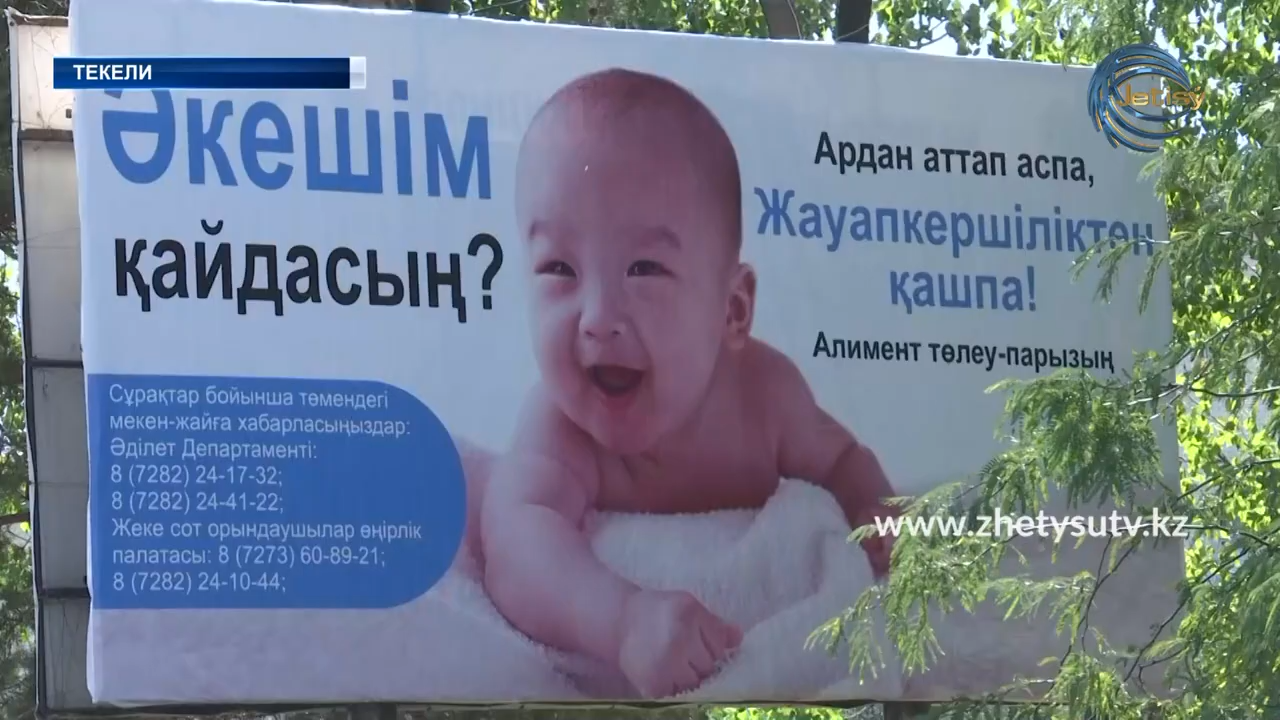 ТЕКЕЛИ
Jetisy
Әкешім
қайдасың?
Ардан аттап аспа,
Жауапкершіліктен
қашпа!
Алимент төлеу-парызың
Сұрақтар бойынша төмендегі
мекен-жайға хабарласыңыздар:
Әділет Департаменті:
8 (7282) 24-17-32;
8 (7282) 24-41-22;
Жеке сот орындаушылар өңірлік
палатасы: 8 (7273) 60-89-21;
8 (7282) 24-10-44;
www.zhetysutv.kz